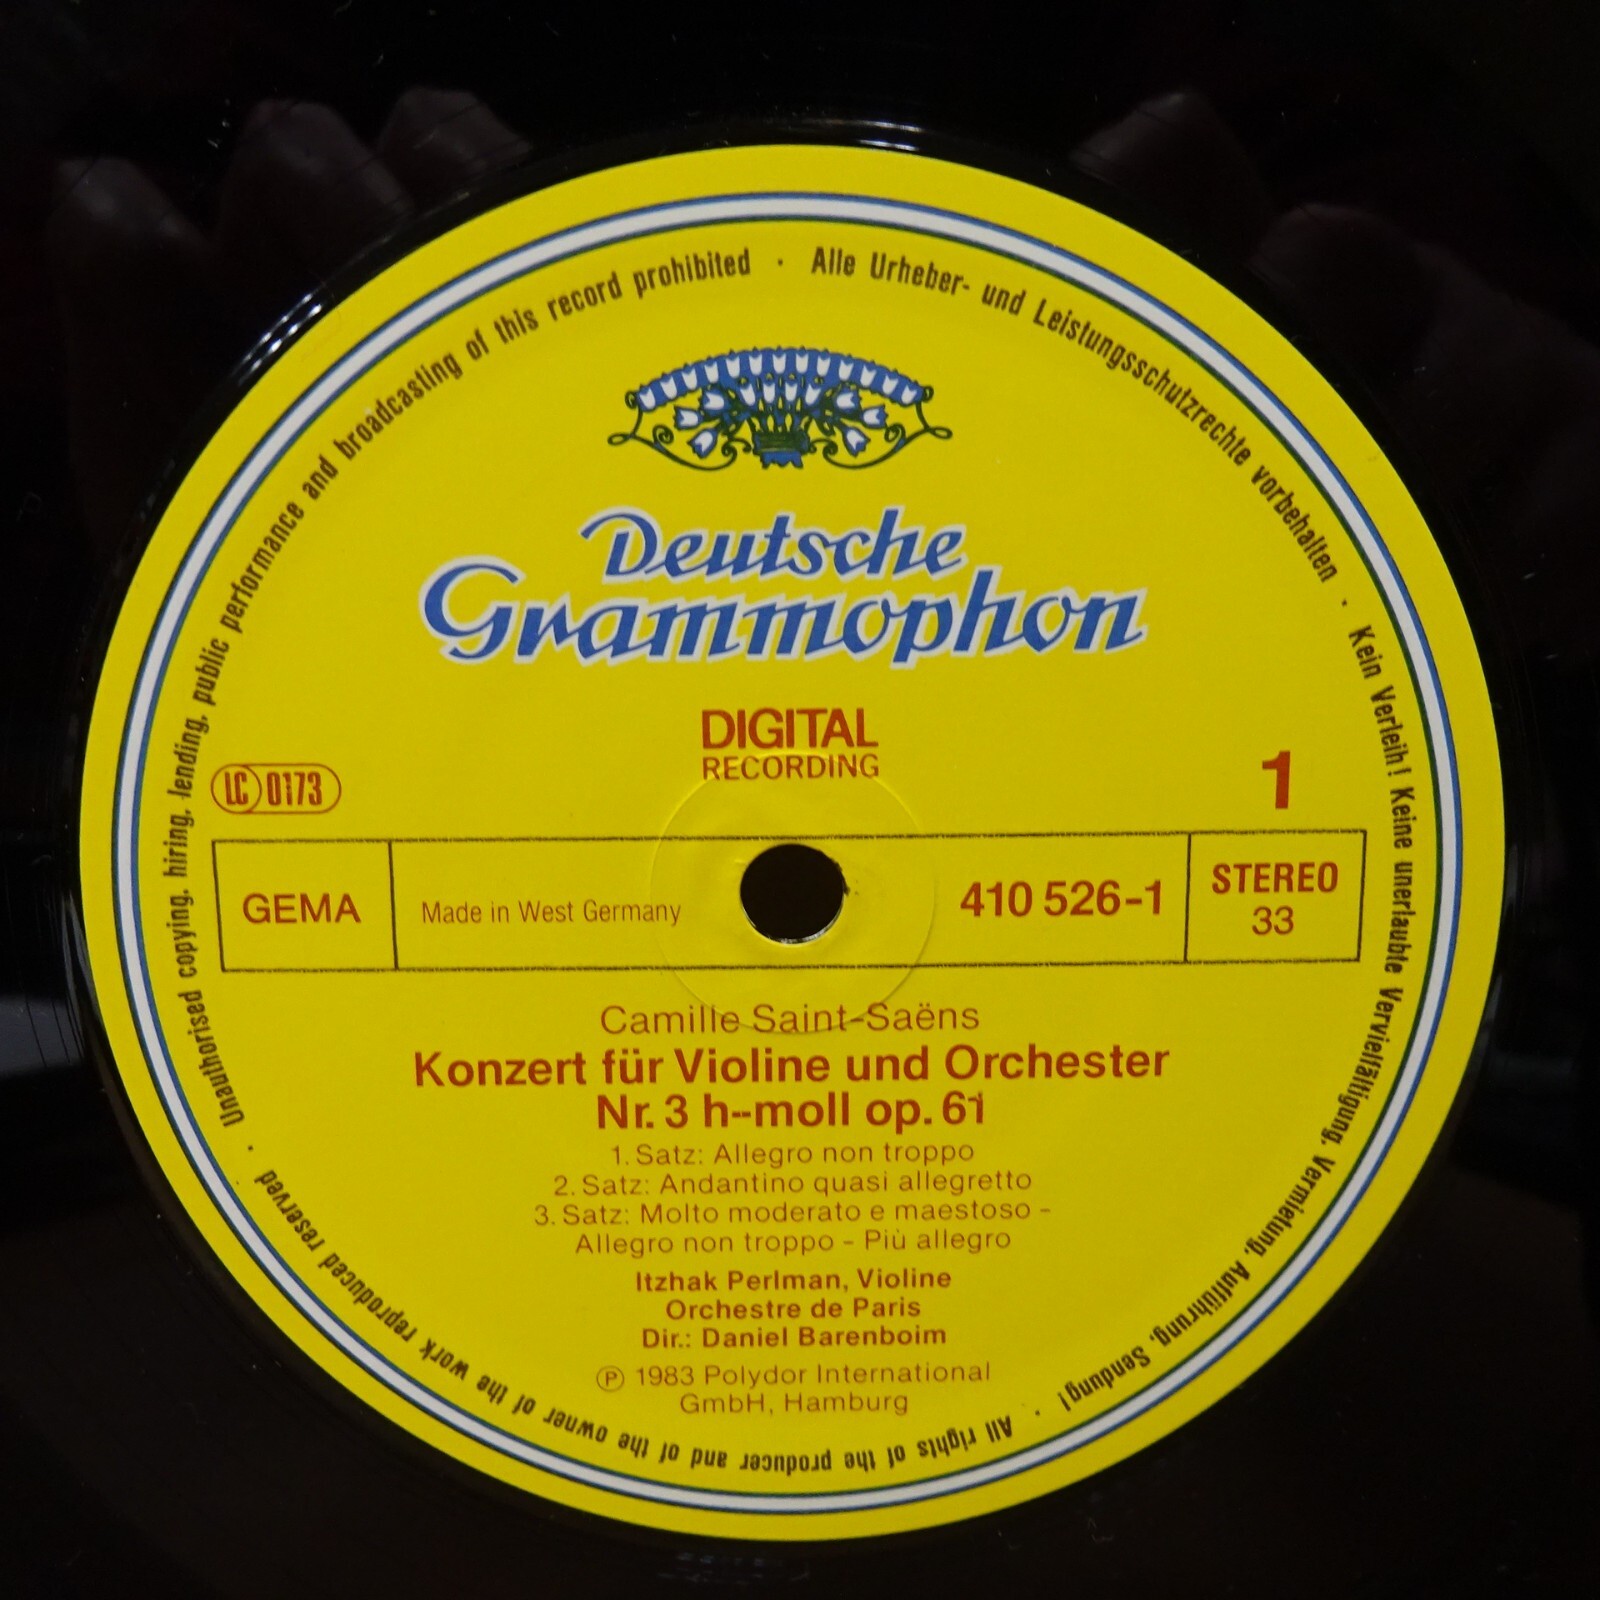 Unauthorised copying, hiring, lending, public performance and broadcasting of this record prohibited · Alle Urheber- und Leistungsschutzrechte vorbehalten · Kein Verleih! Keine unerlaubte Vervielfältigung, Vermietung, Aufführung, Sendung! · All rights of the producer and of the owner of the work reproduced reserved ·
Deutsche
Grammophon
DIGITAL
RECORDING
LC 0173
1
GEMA
Made in West Germany
410 526-1
STEREO
33
Camille Saint-Saëns
Konzert für Violine und Orchester
Nr. 3 h--moll op. 61
1. Satz: Allegro non troppo
2. Satz: Andantino quasi allegretto
3. Satz: Molto moderato e maestoso -
Allegro non troppo - Più allegro
Itzhak Perlman, Violine
Orchestre de Paris
Dir.: Daniel Barenboim
℗ 1983 Polydor International
GmbH, Hamburg